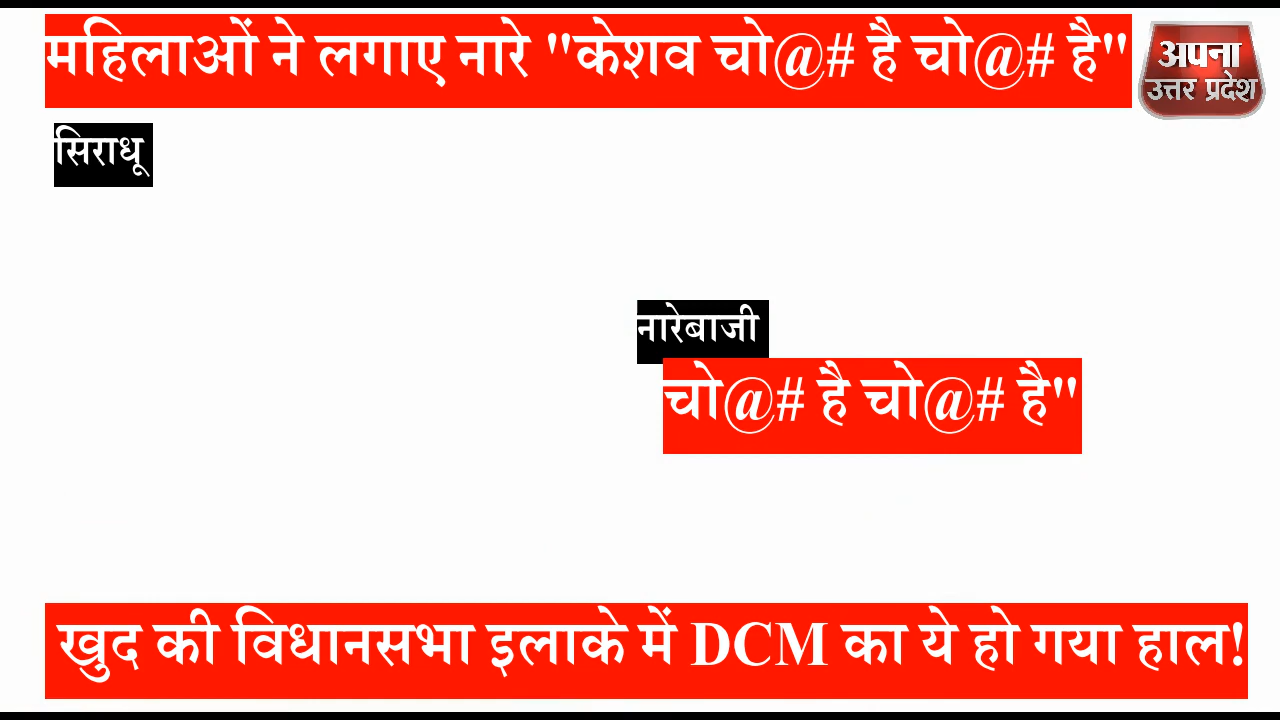 महिलाओं ने लगाए नारे "केशव चो@# है चो@# है"
अपना
उत्तर प्रदेश
सिराथू
नारेबाजी
चो@# है चो@# है"
खुद की विधानसभा इलाके में DCM का ये हो गया हाल!